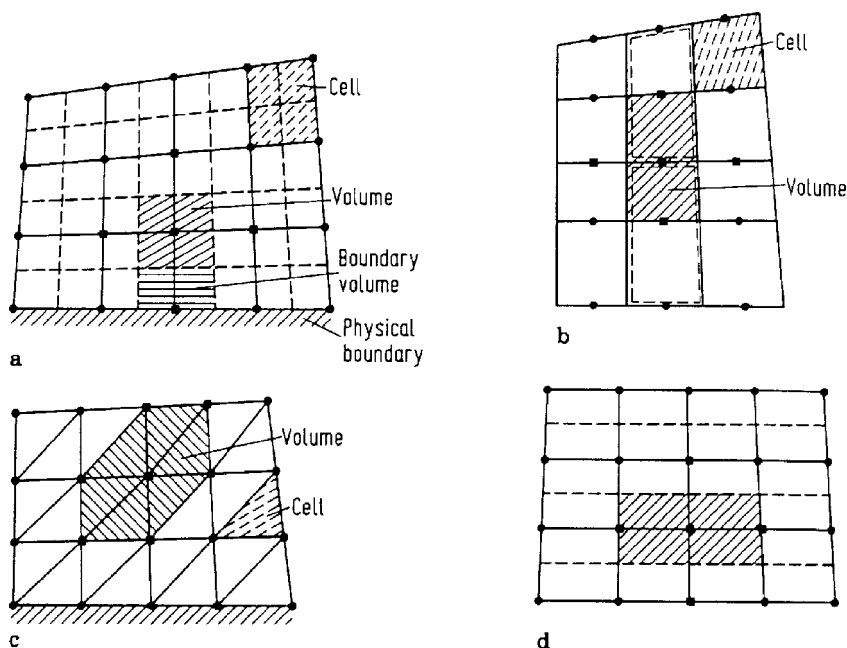 Cell
Volume
Boundary
volume
Physical
boundary
a
Cell
Volume
b
Volume
Cell
c
d